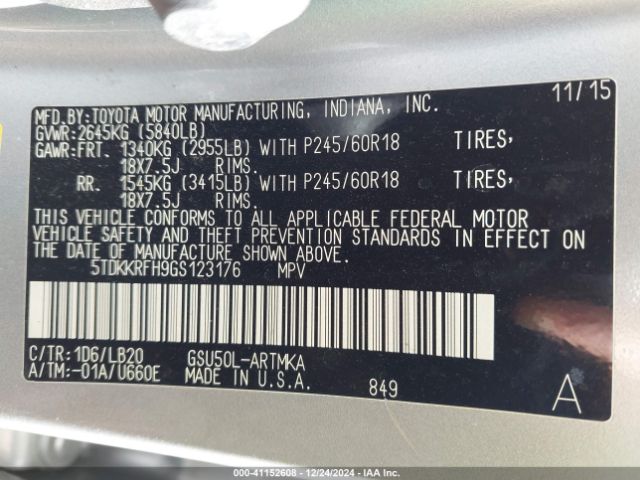 11/15
MFD.BY:TOYOTA MOTOR MANUFACTURING, INDIANA, INC.
GVWR:2645KG (5840LB)
GAWR:FRT. 1340KG (2955LB) WITH P245/60R18 TIRES,
18X7.5J RIMS.
RR. 1545KG (3415LB) WITH P245/60R18 TIRES,
18X7.5J RIMS.
THIS VEHICLE CONFORMS TO ALL APPLICABLE FEDERAL MOTOR
VEHICLE SAFETY AND THEFT PREVENTION STANDARDS IN EFFECT ON
THE DATE OF MANUFACTURE SHOWN ABOVE.
5TDKKRFH9GS123176 MPV
C/TR:1D6/LB20 GSU50L-ARTMKA
A/TM:-01A/U660E MADE IN U.S.A. 849 A
000-41152608 - 12/24/2024 - IAA Inc.